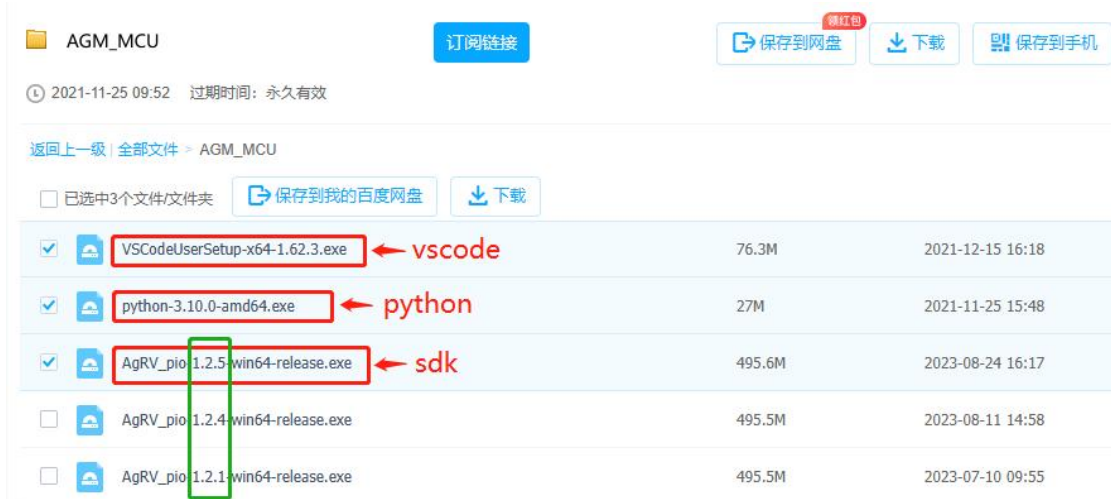 AGM_MCU
订阅链接
领红包
保存到网盘
下载
保存到手机
2021-11-25 09:52 过期时间：永久有效
返回上一级 | 全部文件 > AGM_MCU
已选中3个文件/文件夹
保存到我的百度网盘
下载
VSCodeUserSetup-x64-1.62.3.exe vscode 76.3M 2021-12-15 16:18
python-3.10.0-amd64.exe python 27M 2021-11-25 15:48
AgRV_pio-1.2.5-win64-release.exe sdk 495.6M 2023-08-24 16:17
AgRV_pio-1.2.4-win64-release.exe 495.5M 2023-08-11 14:58
AgRV_pio-1.2.1-win64-release.exe 495.5M 2023-07-10 09:55